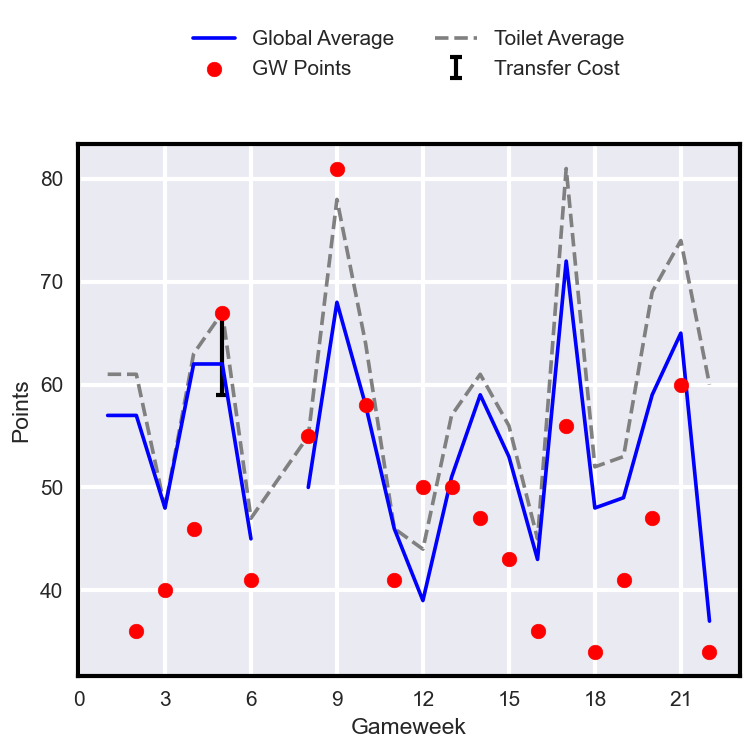 Global Average Toilet Average
GW Points Transfer Cost
80
70
60
50
40
Points
0 3 6 9 12 15 18 21
Gameweek